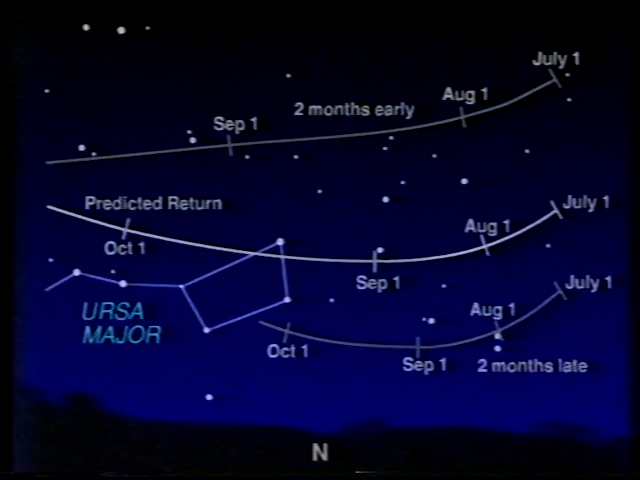 July 1
Aug 1
2 months early
Sep 1
Predicted Return
July 1
Aug 1
Oct 1
Sep 1
July 1
URSA
MAJOR
Aug 1
Oct 1
Sep 1
2 months late
N